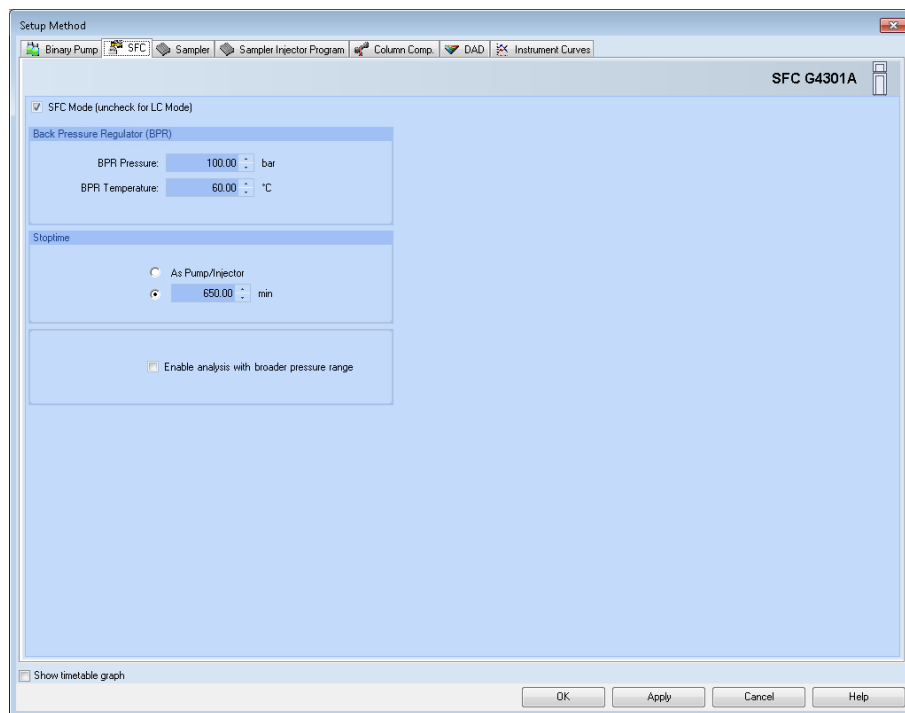 Setup Method
Binary Pump SFC Sampler Sampler Injector Program Column Comp. DAD Instrument Curves
SFC G4301A
SFC Mode (uncheck for LC Mode)
Back Pressure Regulator (BPR)
BPR Pressure: 100.00 bar
BPR Temperature: 60.00 °C
Stoptime
As Pump/Injector
650.00 min
Enable analysis with broader pressure range
Show timetable graph
OK Apply Cancel Help